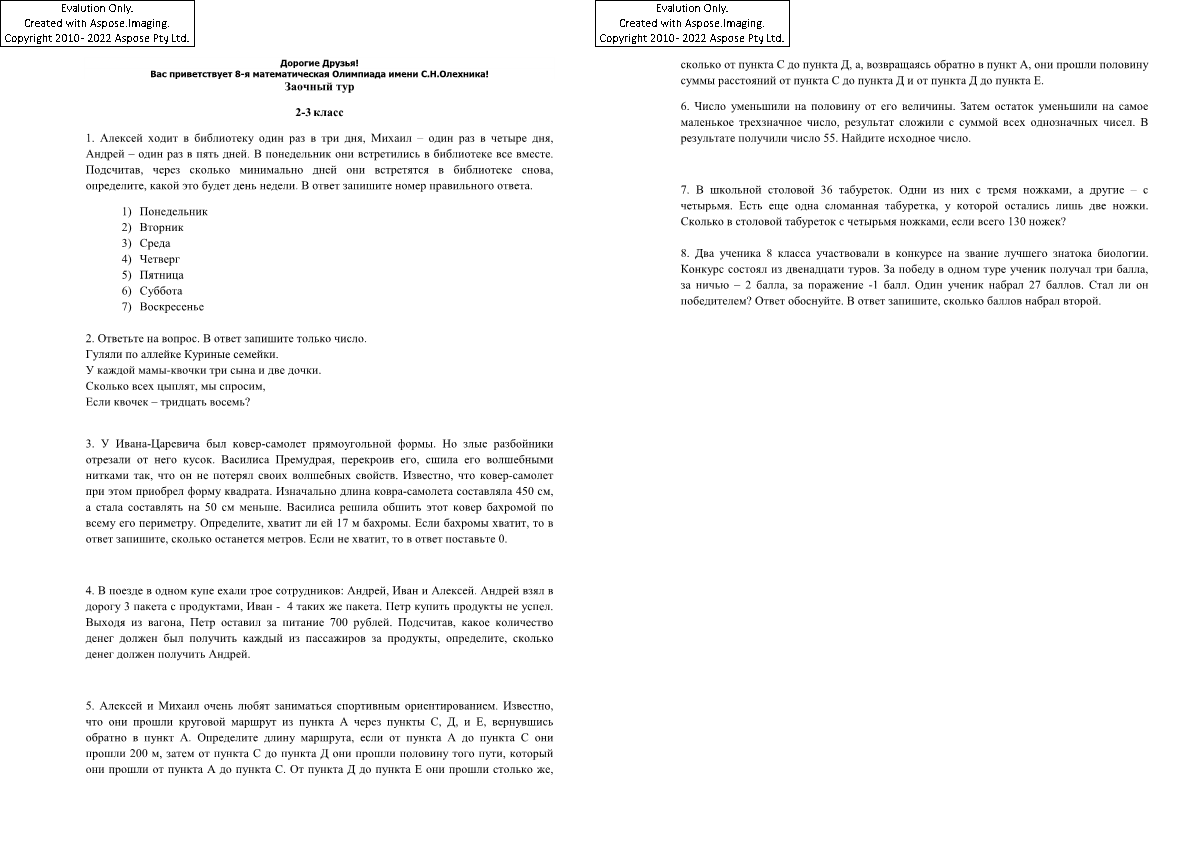 Evalution Only.
Created with Aspose.Imaging.
Copyright 2010- 2022 Aspose Pty Ltd.
Дорогие Друзья!
Вас приветствует 8-я математическая Олимпиада имени С.Н.Олехника!
Заочный тур
2-3 класс
1. Алексей ходит в библиотеку один раз в три дня, Михаил – один раз в четыре дня,
Андрей – один раз в пять дней. В понедельник они встретились в библиотеке все вместе.
Подсчитав, через сколько минимально дней они встретятся в библиотеке снова,
определите, какой это будет день недели. В ответ запишите номер правильного ответа.
1) Понедельник
2) Вторник
3) Среда
4) Четверг
5) Пятница
6) Суббота
7) Воскресенье
2. Ответьте на вопрос. В ответ запишите только число.
Гуляли по аллейке Куриные семейки.
У каждой мамы-квочки три сына и две дочки.
Сколько всех цыплят, мы спросим,
Если квочек – тридцать восемь?
3. У Ивана-Царевича был ковер-самолет прямоугольной формы. Но злые разбойники
отрезали от него кусок. Василиса Премудрая, перекроив его, сшила его волшебными
нитками так, что он не потерял своих волшебных свойств. Известно, что ковер-самолет
при этом приобрел форму квадрата. Изначально длина ковра-самолета составляла 450 см,
а стала составлять на 50 см меньше. Василиса решила обшить этот ковер бахромой по
всему его периметру. Определите, хватит ли ей 17 м бахромы. Если бахромы хватит, то в
ответ запишите, сколько останется метров. Если не хватит, то в ответ поставьте 0.
4. В поезде в одном купе ехали трое сотрудников: Андрей, Иван и Алексей. Андрей взял в
дорогу 3 пакета с продуктами, Иван - 4 таких же пакета. Петр купить продукты не успел.
Выходя из вагона, Петр оставил за питание 700 рублей. Подсчитав, какое количество
денег должен был получить каждый из пассажиров за продукты, определите, сколько
денег должен получить Андрей.
5. Алексей и Михаил очень любят заниматься спортивным ориентированием. Известно,
что они прошли круговой маршрут из пункта А через пункты С, Д, и Е, вернувшись
обратно в пункт А. Определите длину маршрута, если от пункта А до пункта С они
прошли 200 м, затем от пункта С до пункта Д они прошли половину того пути, который
они прошли от пункта А до пункта С. От пункта Д до пункта Е они прошли столько же,
Evalution Only.
Created with Aspose.Imaging.
Copyright 2010- 2022 Aspose Pty Ltd.
сколько от пункта С до пункта Д, а, возвращаясь обратно в пункт А, они прошли половину
суммы расстояний от пункта С до пункта Д и от пункта Д до пункта Е.
6. Число уменьшили на половину от его величины. Затем остаток уменьшили на самое
маленькое трехзначное число, результат сложили с суммой всех однозначных чисел. В
результате получили число 55. Найдите исходное число.
7. В школьной столовой 36 табуреток. Одни из них с тремя ножками, а другие – с
четырьмя. Есть еще одна сломанная табуретка, у которой остались лишь две ножки.
Сколько в столовой табуреток с четырьмя ножками, если всего 130 ножек?
8. Два ученика 8 класса участвовали в конкурсе на звание лучшего знатока биологии.
Конкурс состоял из двенадцати туров. За победу в одном туре ученик получал три балла,
за ничью – 2 балла, за поражение -1 балл. Один ученик набрал 27 баллов. Стал ли он
победителем? Ответ обоснуйте. В ответ запишите, сколько баллов набрал второй.